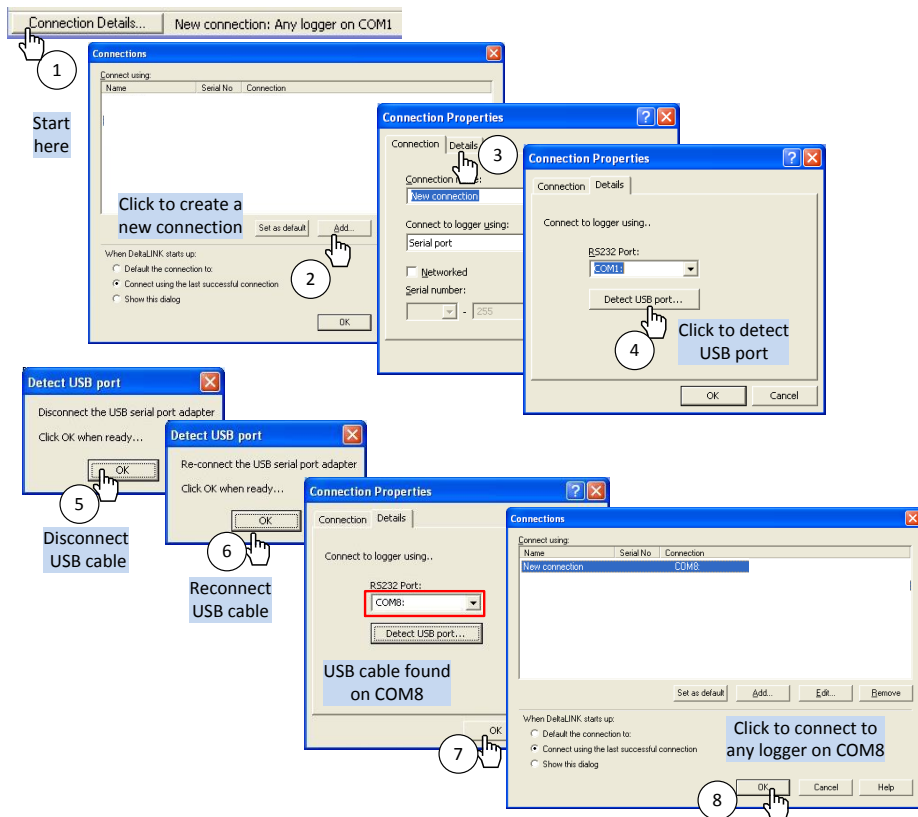 Connection Details...
New connection: Any logger on COM1
1
Start
here
Connections
Connect using:
Name Serial No Connection
Click to create a
new connection
Set as default
Add...
2
When DeltaLINK starts up:
Default the connection to:
Connect using the last successful connection
Show this dialog
OK
Connection Properties
Connection Details
3
Connection
New connection
Connect to logger using:
Serial port
Networked
Serial number:
- 255
Connection Properties
Connection Details
Connect to logger using..
RS232 Port:
COM1:
Detect USB port...
4
Click to detect
USB port
OK Cancel
Detect USB port
Disconnect the USB serial port adapter
Click OK when ready...
OK
5
Disconnect
USB cable
Detect USB port
Re-connect the USB serial port adapter
Click OK when ready...
OK
6
Reconnect
USB cable
Connection Properties
Connection Details
Connect to logger using..
RS232 Port:
COM8:
Detect USB port...
USB cable found
on COM8
OK
7
Connections
Connect using:
Name Serial No Connection
New connection COM8:
Set as default Add... Edit... Remove
When DeltaLINK starts up:
Default the connection to:
Connect using the last successful connection
Show this dialog
Click to connect to
any logger on COM8
OK Cancel Help
8